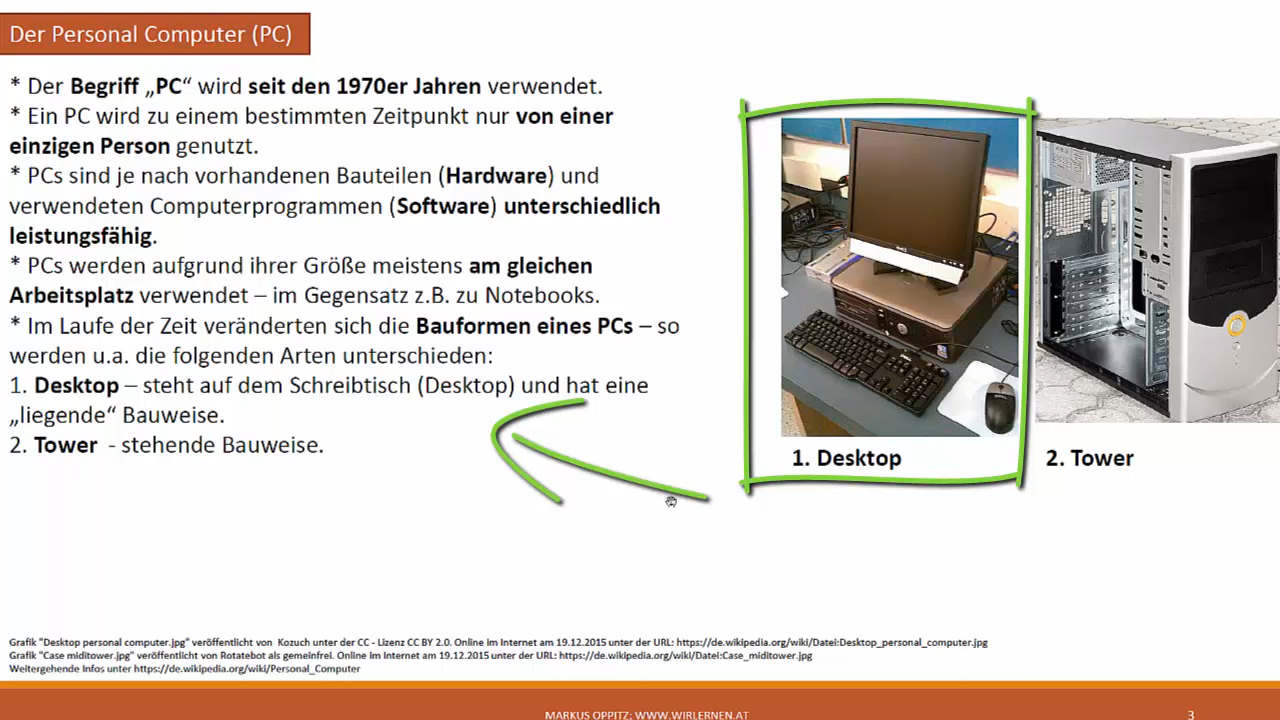 Der Personal Computer (PC)
* Der Begriff „PC“ wird seit den 1970er Jahren verwendet.
* Ein PC wird zu einem bestimmten Zeitpunkt nur von einer
einzigen Person genutzt.
* PCs sind je nach vorhandenen Bauteilen (Hardware) und
verwendeten Computerprogrammen (Software) unterschiedlich
leistungsfähig.
* PCs werden aufgrund ihrer Größe meistens am gleichen
Arbeitsplatz verwendet – im Gegensatz z.B. zu Notebooks.
* Im Laufe der Zeit veränderten sich die Bauformen eines PCs – so
werden u.a. die folgenden Arten unterschieden:
1. Desktop – steht auf dem Schreibtisch (Desktop) und hat eine
„liegende“ Bauweise.
2. Tower - stehende Bauweise.
1. Desktop
2. Tower
Grafik "Desktop personal computer.jpg" veröffentlicht von Kozuch unter der CC - Lizenz CC BY 2.0. Online im Internet am 19.12.2015 unter der URL: https://de.wikipedia.org/wiki/Datei:Desktop_personal_computer.jpg
Grafik "Case miditower.jpg" veröffentlicht von Rotatebot als gemeinfrei. Online im Internet am 19.12.2015 unter der URL: https://de.wikipedia.org/wiki/Datei:Case_miditower.jpg
Weitergehende Infos unter https://de.wikipedia.org/wiki/Personal_Computer
MARKUS OPPITZ; WWW.WIRLERNEN.AT
3